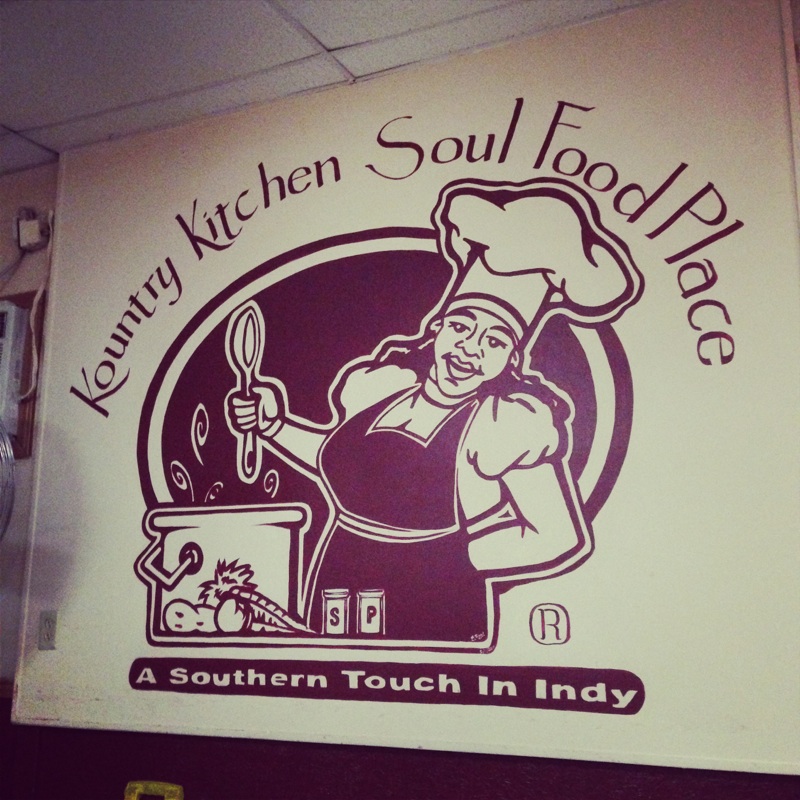 Kountry Kitchen Soul Food Place
S P
®
A Southern Touch In Indy